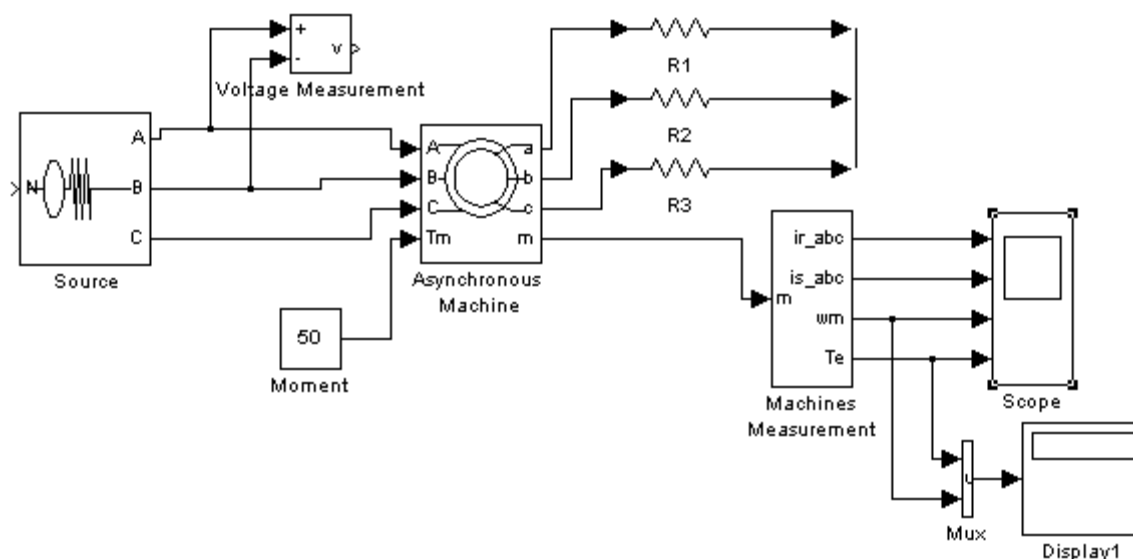 +
v
-
Voltage Measurement
A
N
B
C
Source
A
B
C
Tm
a
b
c
m
Asynchronous
Machine
50
Moment
R1
R2
R3
m
ir_abc
is_abc
wm
Te
Machines
Measurement
Scope
Mux
Display1